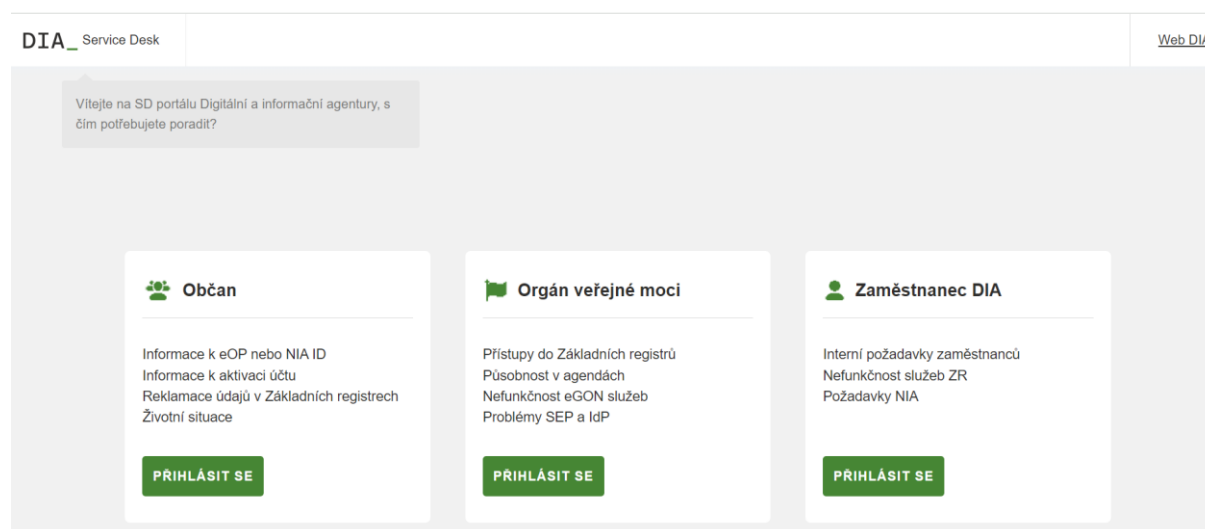 DIA_ Service Desk
Web DIA
Vítejte na SD portálu Digitální a informační agentury, s
čím potřebujete poradit?
Občan
Informace k eOP nebo NIA ID
Informace k aktivaci účtu
Reklamace údajů v Základních registrech
Životní situace
PŘIHLÁSIT SE
Orgán veřejné moci
Přístupy do Základních registrů
Působnost v agendách
Nefunkčnost eGON služeb
Problémy SEP a IdP
PŘIHLÁSIT SE
Zaměstnanec DIA
Interní požadavky zaměstnanců
Nefunkčnost služeb ZR
Požadavky NIA
PŘIHLÁSIT SE